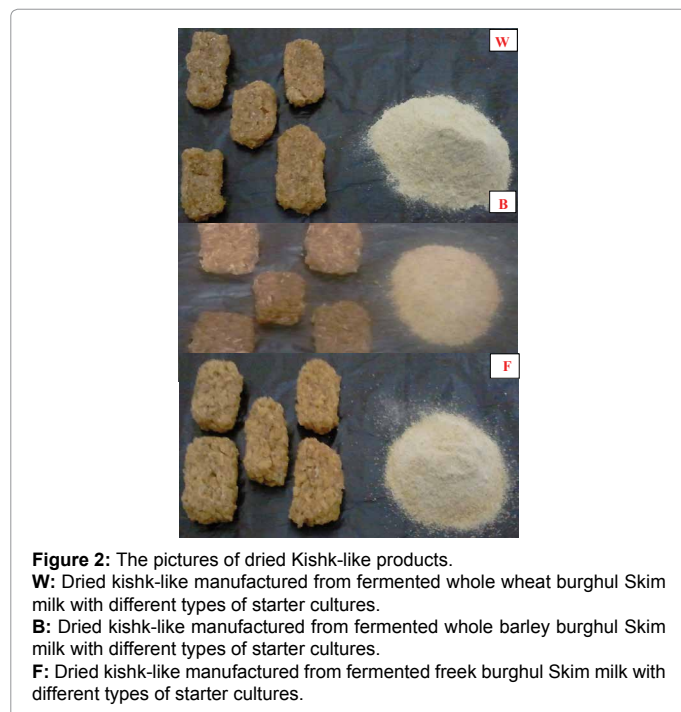 W
B
F
Figure 2: The pictures of dried Kishk-like products.
W: Dried kishk-like manufactured from fermented whole wheat burghul Skim
milk with different types of starter cultures.
B: Dried kishk-like manufactured from fermented whole barley burghul Skim
milk with different types of starter cultures.
F: Dried kishk-like manufactured from fermented freek burghul Skim milk with
different types of starter cultures.